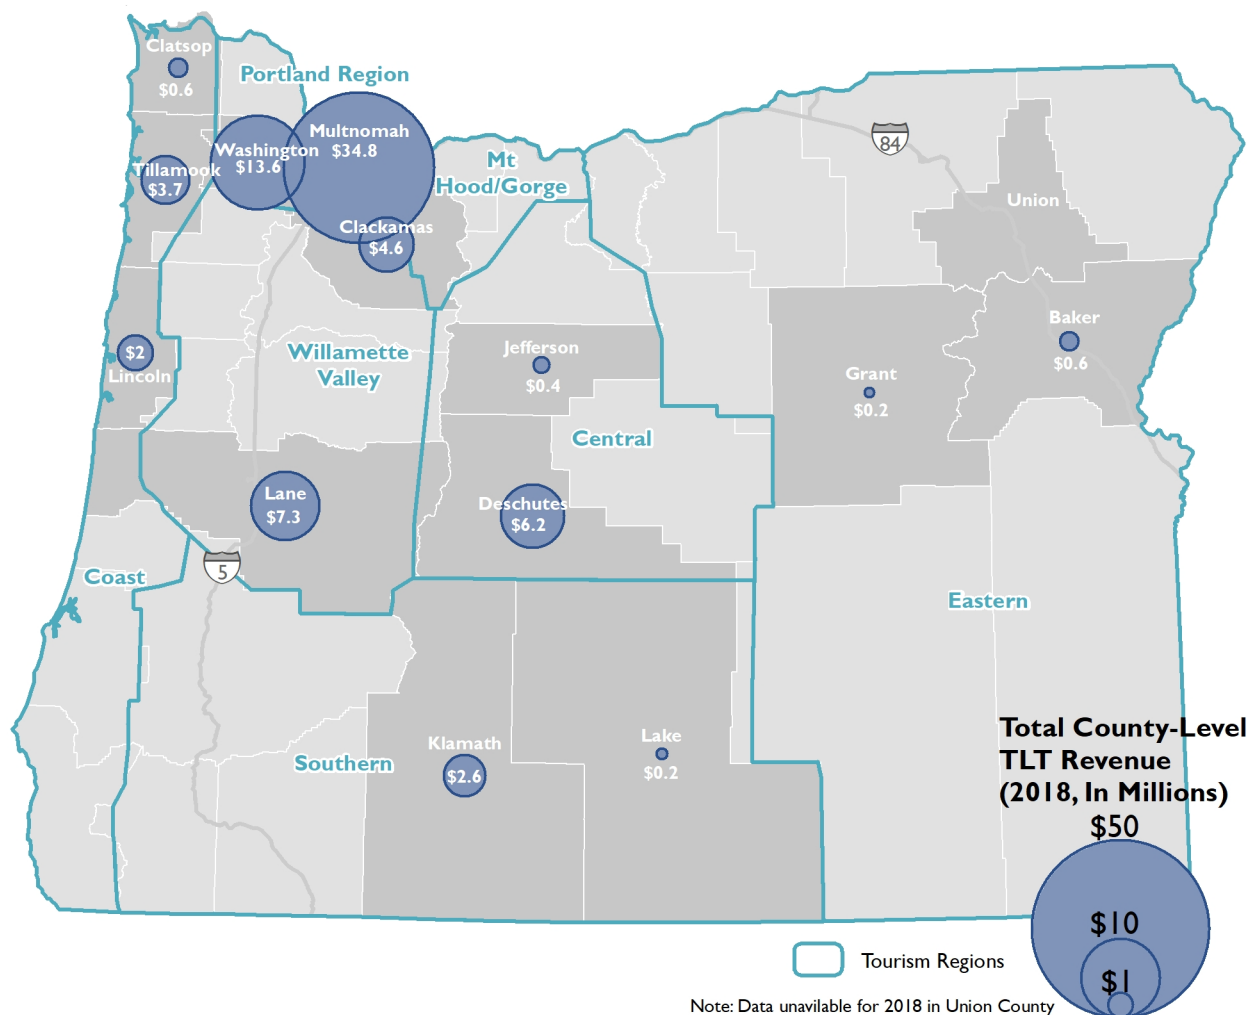 Clatsop
$0.6
Portland Region
Multnomah
$34.8
Washington
$13.6
Tillamook
$3.7
Mt
Hood/Gorge
84
Union
Clackamas
$4.6
$2
Lincoln
Willamette
Valley
Jefferson
$0.4
Baker
$0.6
Grant
$0.2
Central
Lane
$7.3
Deschutes
$6.2
5
Coast
Eastern
Southern
Klamath
$2.6
Lake
$0.2
Total County-Level
TLT Revenue
(2018, In Millions)
$50
$10
$1
Tourism Regions
Note: Data unavilable for 2018 in Union County